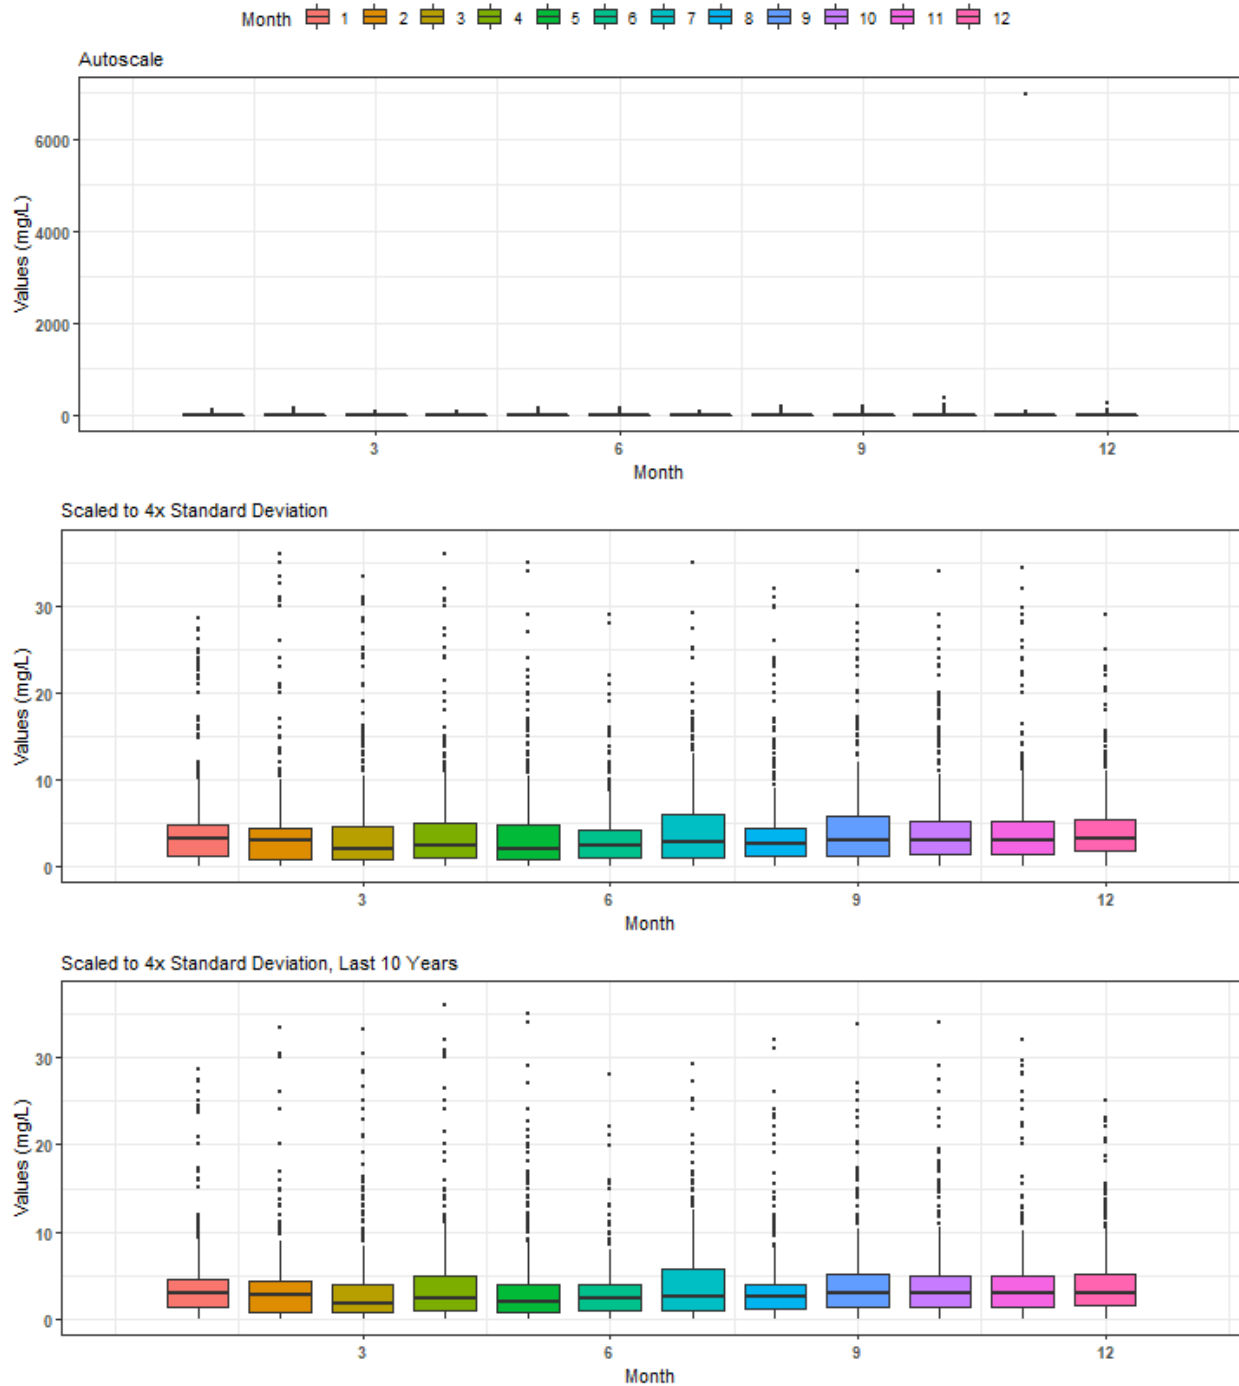 Month 1 2 3 4 5 6 7 8 9 10 11 12
Autoscale
Values (mg/L)
6000
4000
2000
0
3 6 9 12
Month
Scaled to 4x Standard Deviation
Values (mg/L)
30
20
10
0
3 6 9 12
Month
Scaled to 4x Standard Deviation, Last 10 Years
Values (mg/L)
30
20
10
0
3 6 9 12
Month